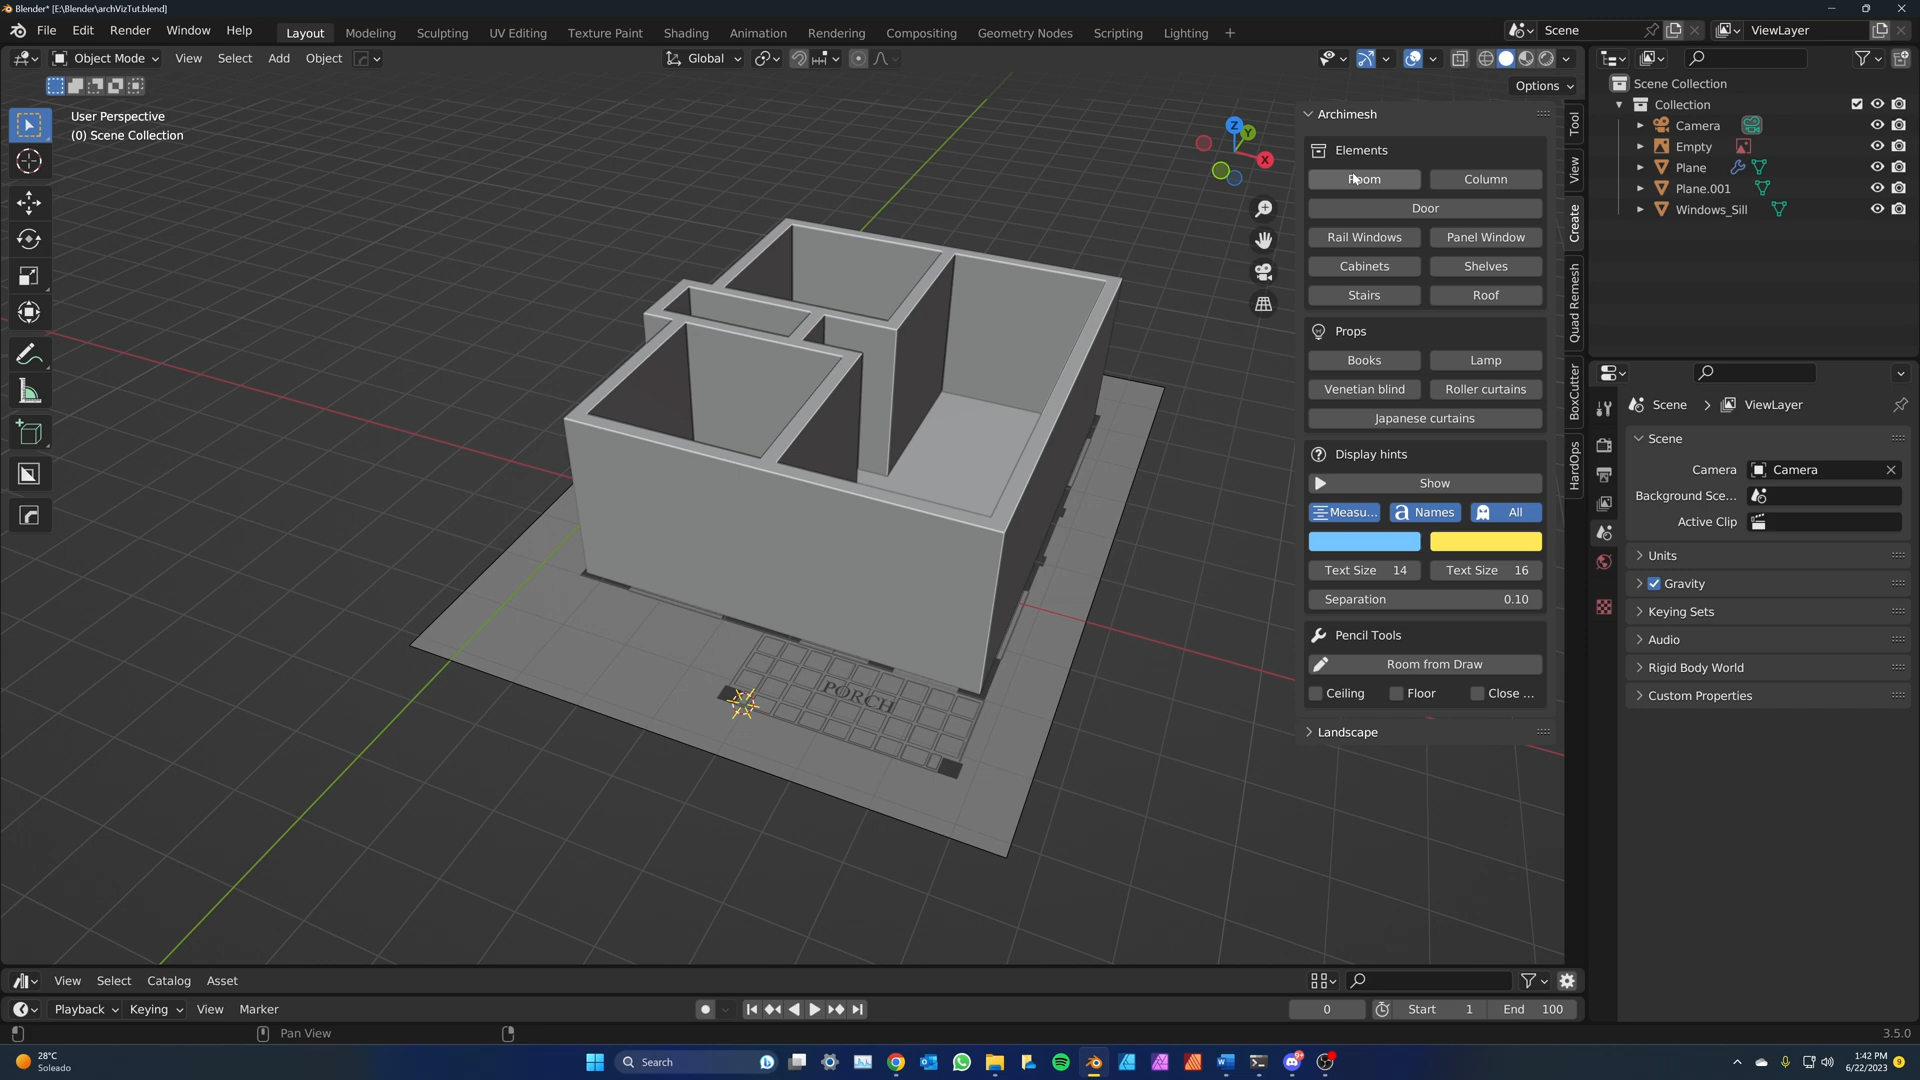 Blender* [E:\Blender\archVizTut.blend]
File Edit Render Window Help
Layout Modeling Sculpting UV Editing Texture Paint Shading Animation Rendering Compositing Geometry Nodes Scripting Lighting +
Scene
ViewLayer
Object Mode View Select Add Object
Global
Options
User Perspective
(0) Scene Collection
Z
Y
X
Archimesh
Elements
Room Column
Door
Rail Windows Panel Window
Cabinets Shelves
Stairs Roof
Props
Books Lamp
Venetian blind Roller curtains
Japanese curtains
Display hints
Show
Measu... Names All
Text Size 14 Text Size 16
Separation 0.10
Pencil Tools
Room from Draw
Ceiling Floor Close ...
Landscape
Tool
View
Create
Quad Remesh
BoxCutter
HardOps
PORCH
Scene Collection
Collection
Camera
Empty
Plane
Plane.001
Windows_Sill
Scene > ViewLayer
Scene
Camera Camera
Background Sce...
Active Clip
Units
Gravity
Keying Sets
Audio
Rigid Body World
Custom Properties
View Select Catalog Asset
Playback Keying View Marker
0 Start 1 End 100
Pan View
3.5.0
28°C
Soleado
Search
1:42 PM
6/22/2023